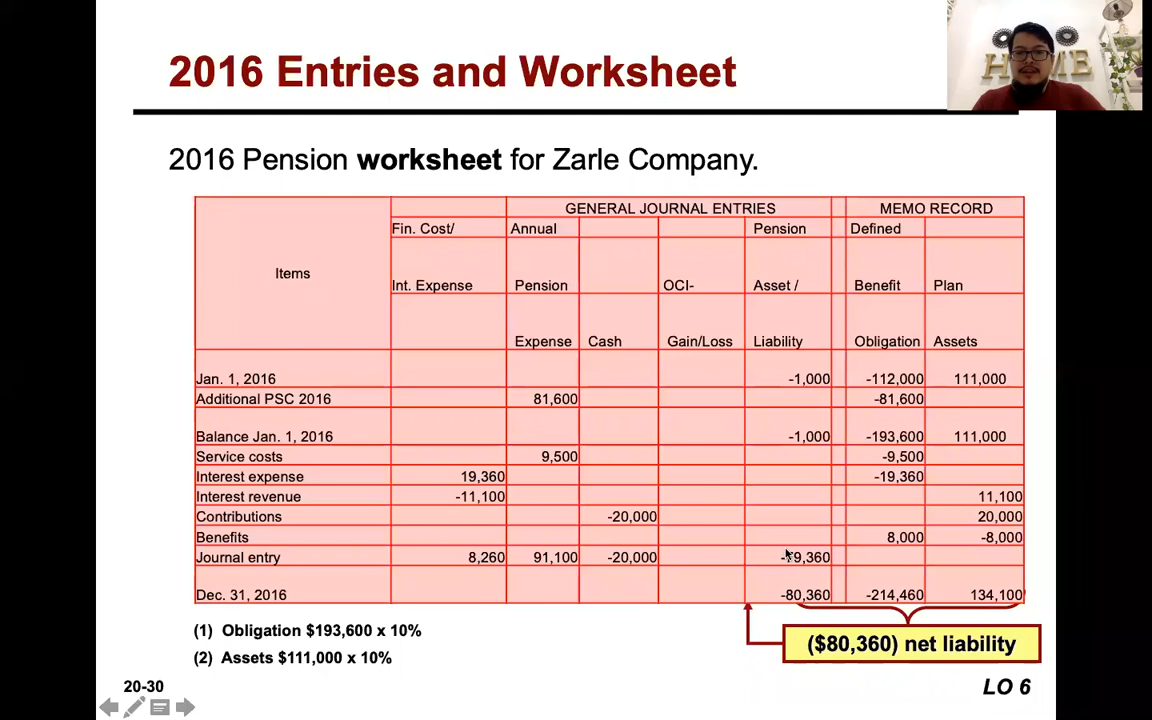 HOME
2016 Entries and Worksheet
2016 Pension worksheet for Zarle Company.
GENERAL JOURNAL ENTRIES MEMO RECORD
Fin. Cost/ Annual Pension Defined
Items
Int. Expense Pension OCI- Asset / Benefit Plan
Expense Cash Gain/Loss Liability Obligation Assets
Jan. 1, 2016 -1,000 -112,000 111,000
Additional PSC 2016 81,600 -81,600
Balance Jan. 1, 2016 -1,000 -193,600 111,000
Service costs 9,500 -9,500
Interest expense 19,360 -19,360
Interest revenue -11,100 11,100
Contributions -20,000 20,000
Benefits 8,000 -8,000
Journal entry 8,260 91,100 -20,000 -79,360
Dec. 31, 2016 -80,360 -214,460 134,100
(1) Obligation $193,600 x 10%
(2) Assets $111,000 x 10%
($80,360) net liability
20-30
LO 6